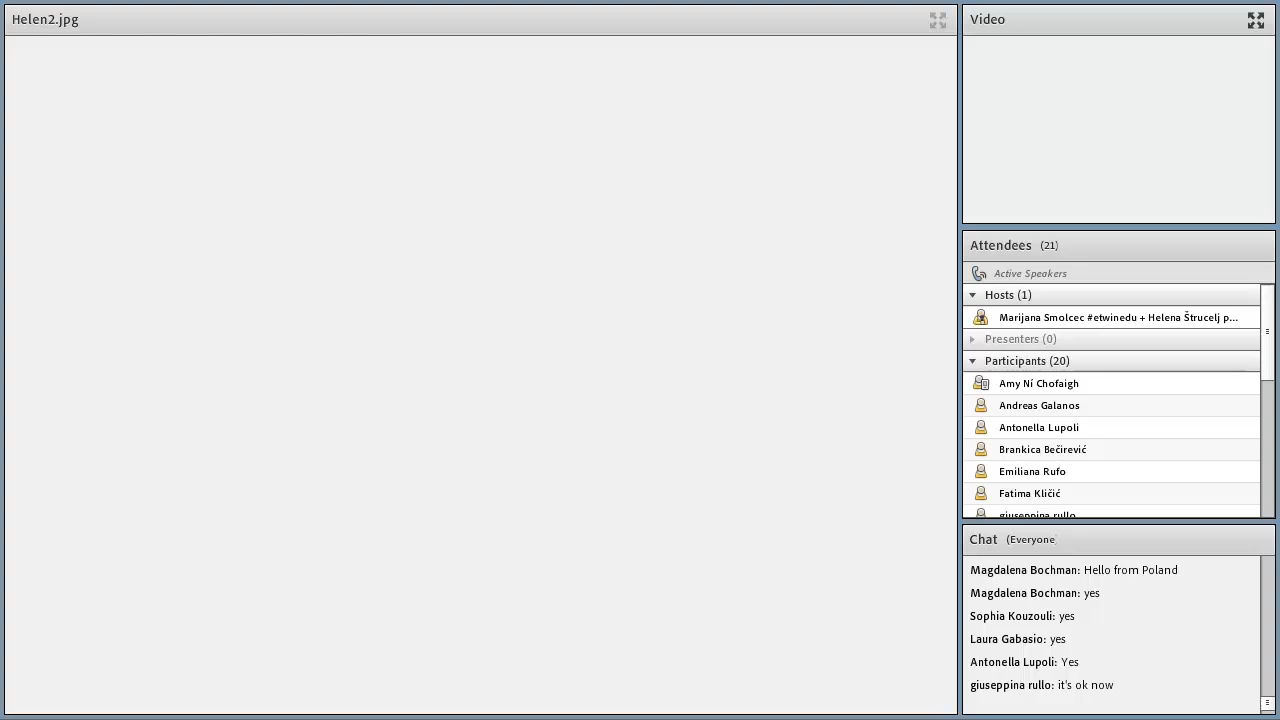 Helen2.jpg
Video
Attendees (21)
Active Speakers
Hosts (1)
Marijana Smolcec #etwinedu + Helena Štrucelj p...
Presenters (0)
Participants (20)
Amy Ní Chofaigh
Andreas Galanos
Antonella Lupoli
Brankica Bečirević
Emiliana Rufo
Fatima Kličić
giuseppina rullo
Chat (Everyone
Magdalena Bochman: Hello from Poland
Magdalena Bochman: yes
Sophia Kouzouli: yes
Laura Gabasio: yes
Antonella Lupoli: Yes
giuseppina rullo: it's ok now